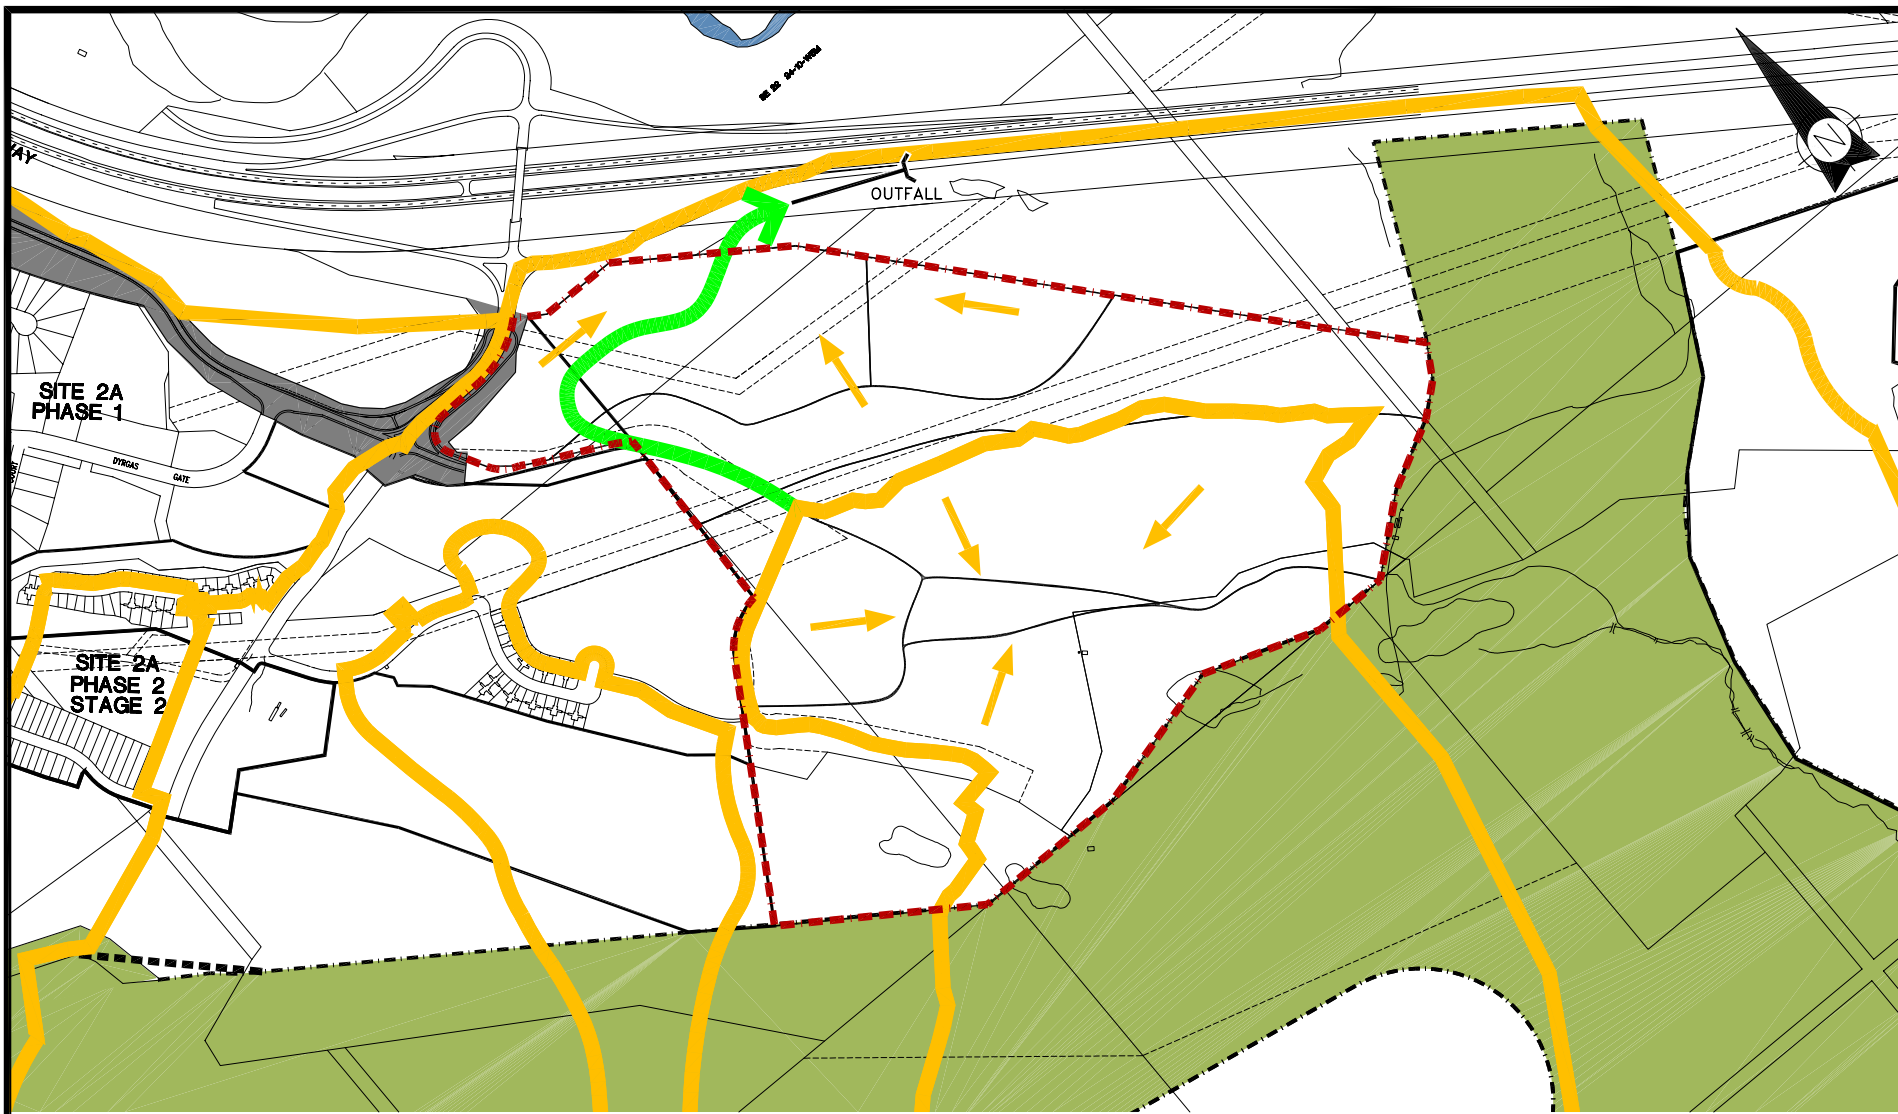 OUTFALL
SITE 2A
PHASE 1
DYRGAS
GATE
SITE 2A
PHASE 2
STAGE 2
N